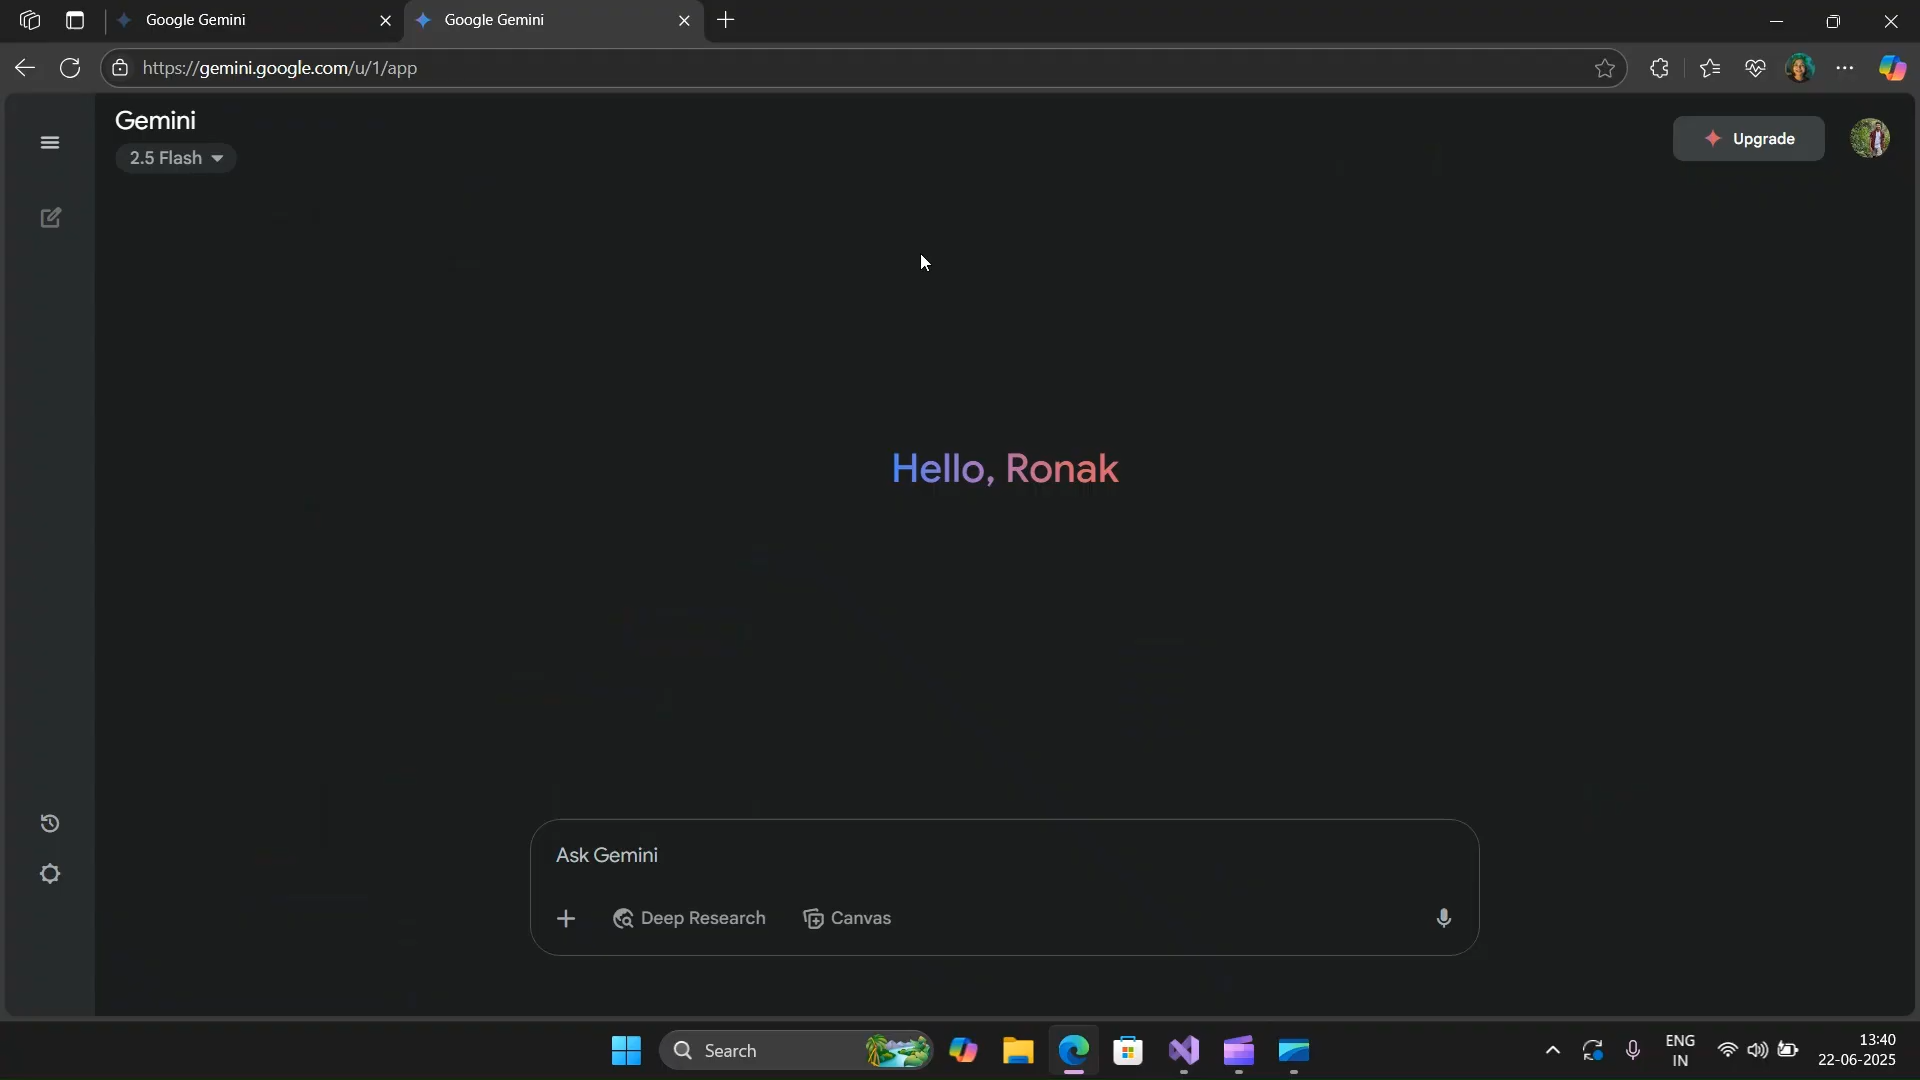 Google Gemini
Google Gemini
https://gemini.google.com/u/1/app
Gemini
2.5 Flash
Upgrade
Hello, Ronak
Ask Gemini
Deep Research
Canvas
Search
ENG
IN
13:40
22-06-2025